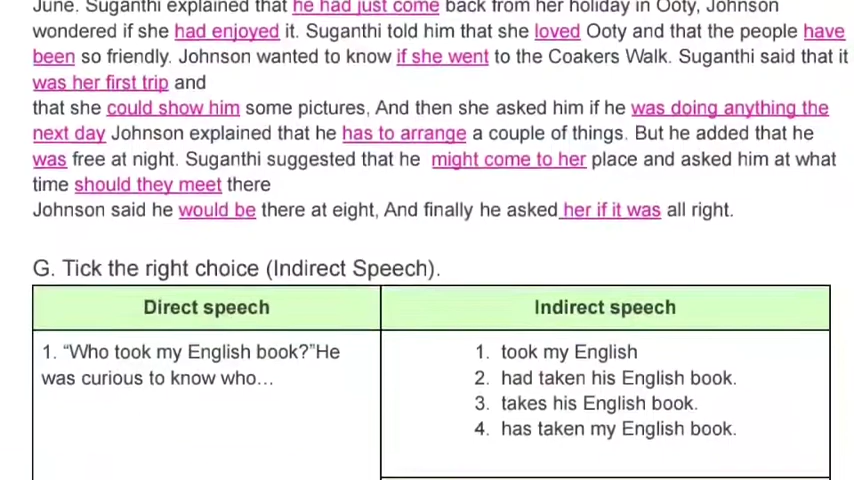 June. Suganthi explained that he had just come back from her holiday in Ooty, Johnson
wondered if she had enjoyed it. Suganthi told him that she loved Ooty and that the people have
been so friendly. Johnson wanted to know if she went to the Coakers Walk. Suganthi said that it
was her first trip and
that she could show him some pictures, And then she asked him if he was doing anything the
next day Johnson explained that he has to arrange a couple of things. But he added that he
was free at night. Suganthi suggested that he might come to her place and asked him at what
time should they meet there
Johnson said he would be there at eight, And finally he asked her if it was all right.
G. Tick the right choice (Indirect Speech).
Direct speech
Indirect speech
1. “Who took my English book?”He
was curious to know who…
1. took my English
2. had taken his English book.
3. takes his English book.
4. has taken my English book.